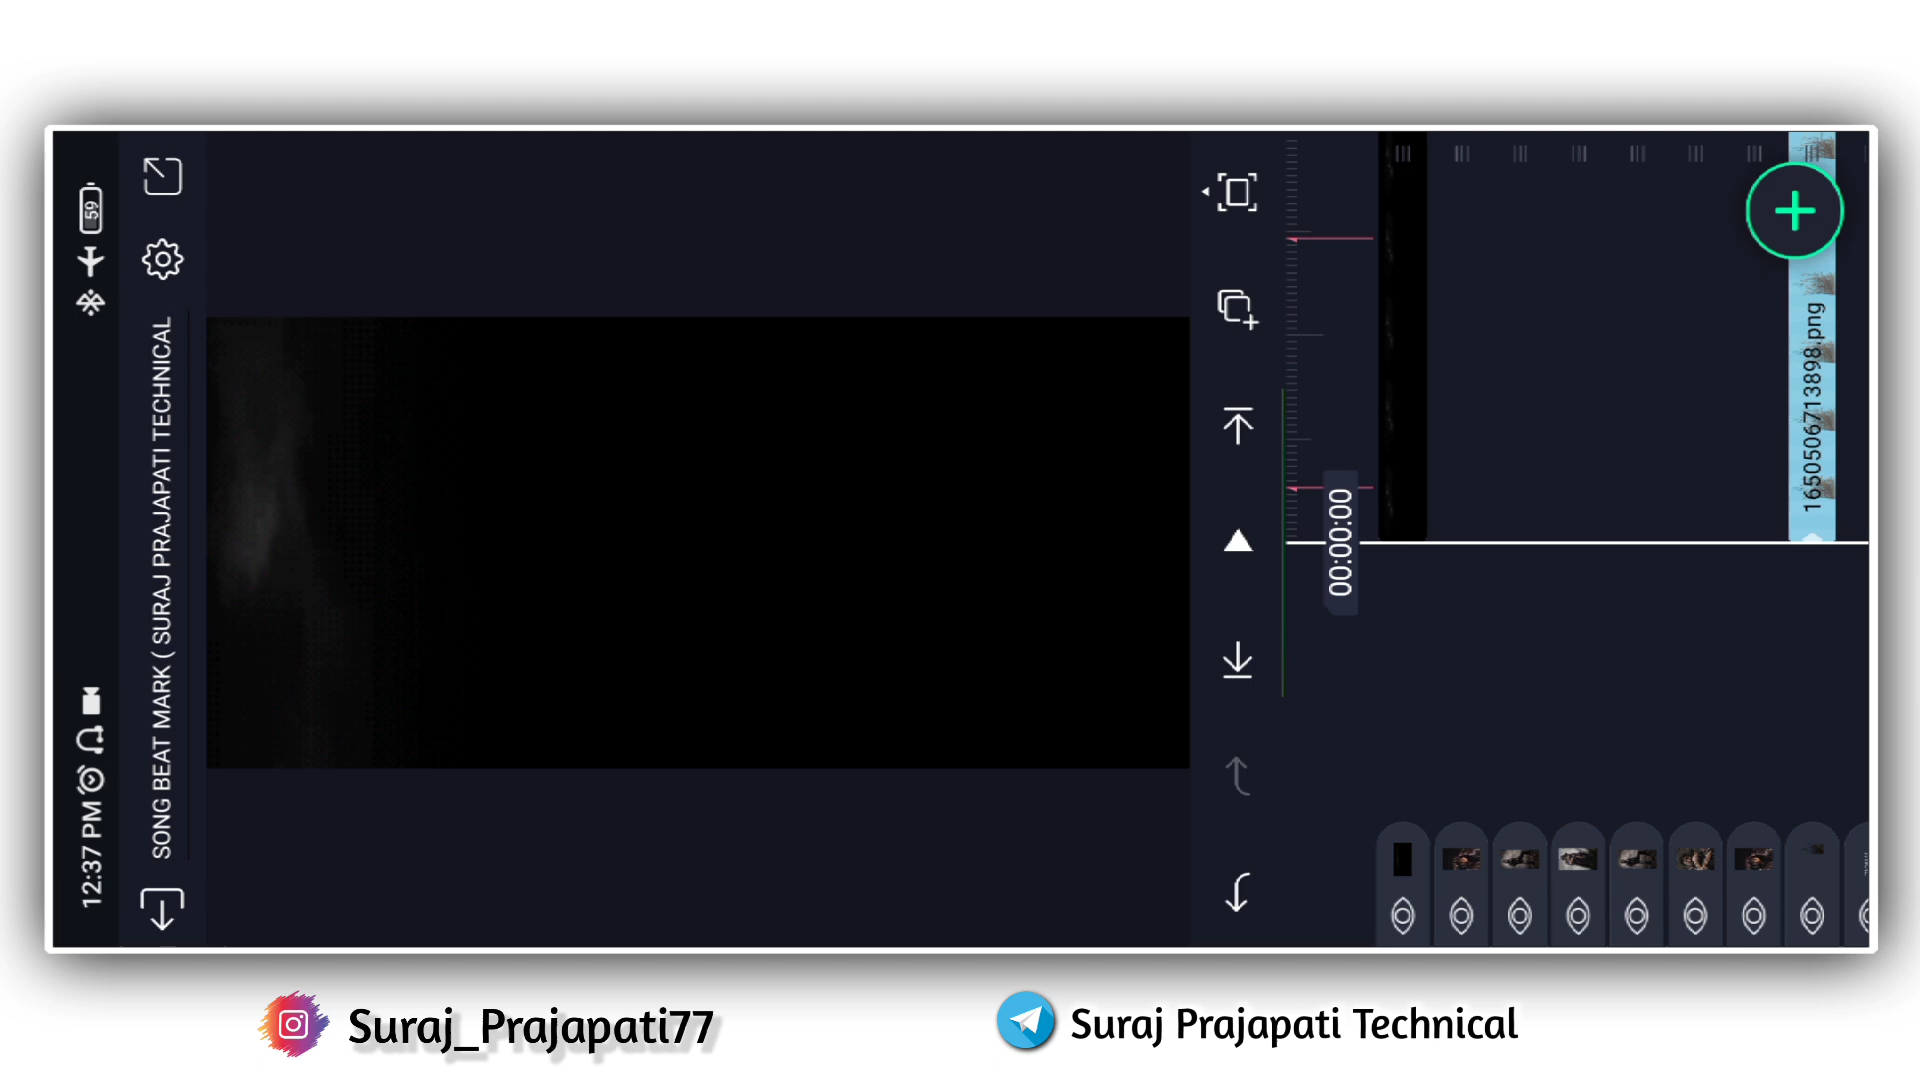 12:37 PM
59
SONG BEAT MARK ( SURAJ PRAJAPATI TECHNICAL
00:00:00
1650506713898.png
Suraj_Prajapati77
Suraj Prajapati Technical